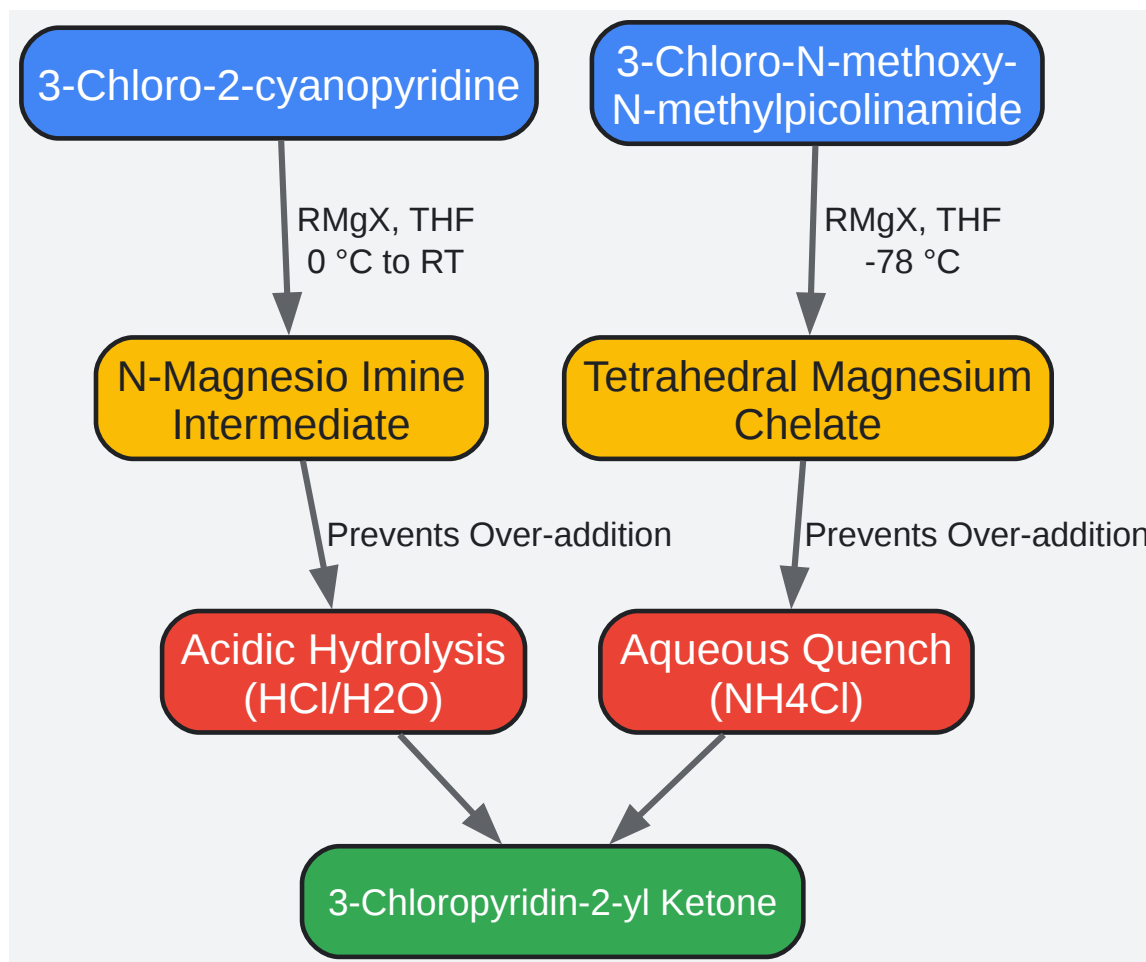 3-Chloro-2-cyanopyridine
3-Chloro-N-methoxy-
N-methylpicolinamide
RMgX, THF
0 °C to RT
RMgX, THF
-78 °C
N-Magnesio Imine
Intermediate
Tetrahedral Magnesium
Chelate
Prevents Over-addition
Prevents Over-addition
Acidic Hydrolysis
(HCl/H2O)
Aqueous Quench
(NH4Cl)
3-Chloropyridin-2-yl Ketone